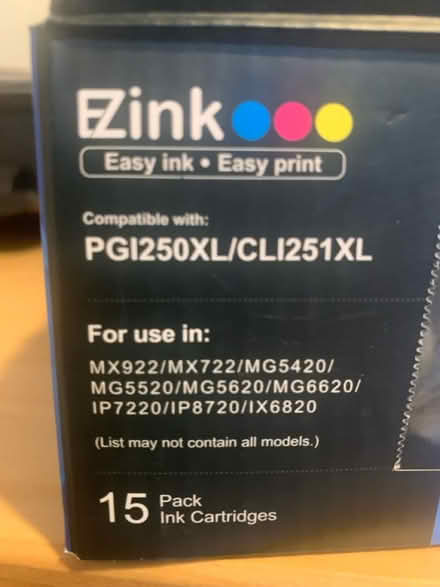 EZink
Easy ink • Easy print
Compatible with:
PGI250XL/CLI251XL
For use in:
MX922/MX722/MG5420/
MG5520/MG5620/MG6620/
IP7220/IP8720/IX6820
(List may not contain all models.)
15 Pack
Ink Cartridges